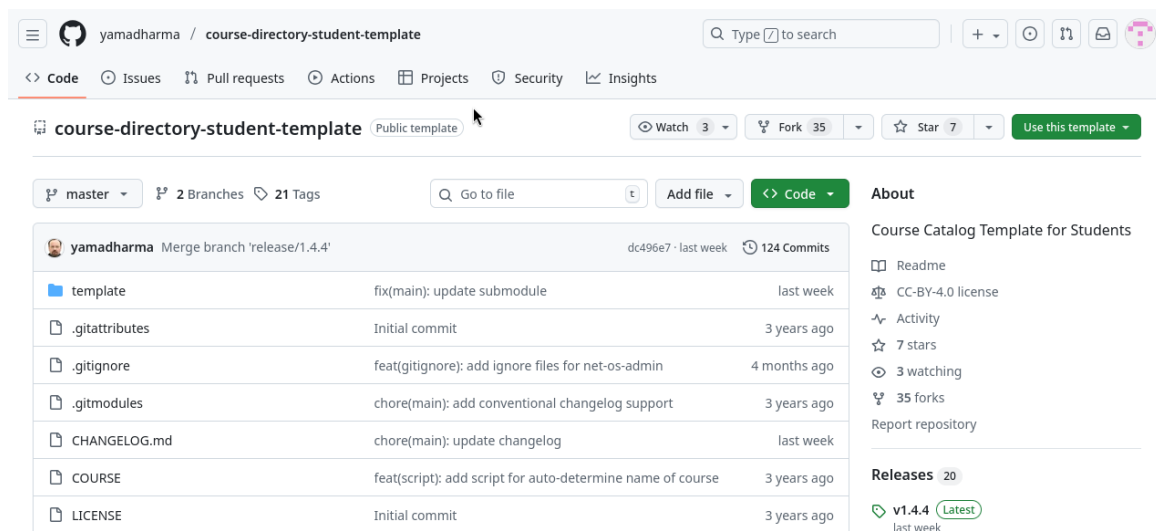 yamadharma / course-directory-student-template Type / to search
Code Issues Pull requests Actions Projects Security Insights
course-directory-student-template Public template Watch 3 Fork 35 Star 7 Use this template
master 2 Branches 21 Tags Go to file t Add file Code
yamadharma Merge branch 'release/1.4.4' dc496e7 · last week 124 Commits
template fix(main): update submodule last week
.gitattributes Initial commit 3 years ago
.gitignore feat(gitignore): add ignore files for net-os-admin 4 months ago
.gitmodules chore(main): add conventional changelog support 3 years ago
CHANGELOG.md chore(main): update changelog last week
COURSE feat(script): add script for auto-determine name of course 3 years ago
LICENSE Initial commit 3 years ago
About
Course Catalog Template for Students
Readme
CC-BY-4.0 license
Activity
7 stars
3 watching
35 forks
Report repository
Releases 20
v1.4.4 Latest
last week